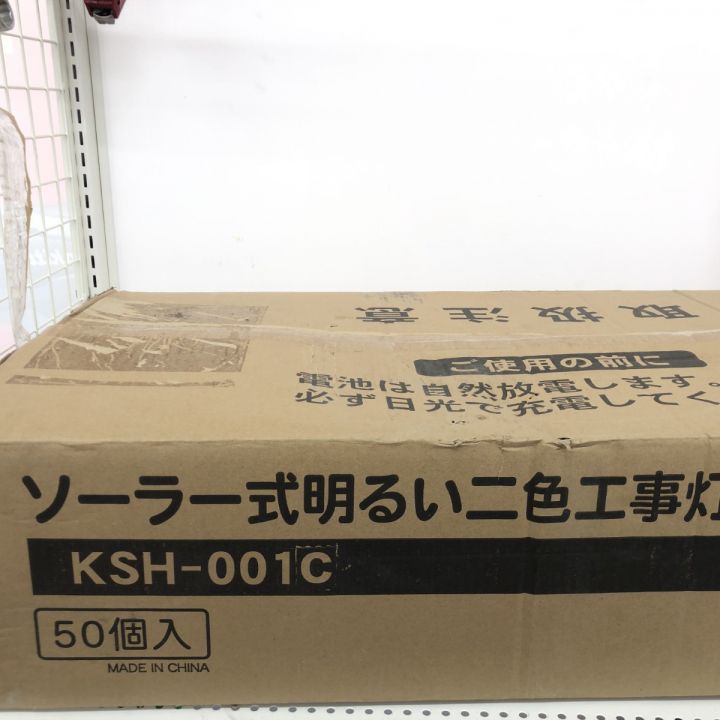 取扱注意
ご使用の前に
電池は自然放電します。
必ず日光で充電してく
ソーラー式明るい二色工事灯
KSH-001C
50個入
MADE IN CHINA